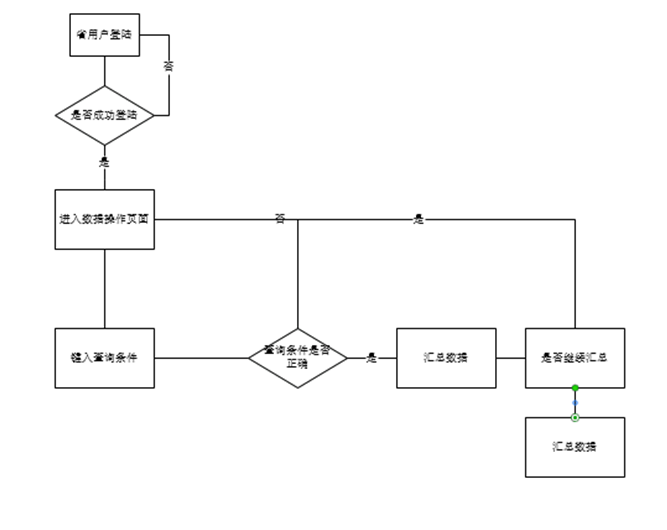 省用户登陆
否
是否成功登陆
是
进入数据操作页面
否
是
键入查询条件
查询条件是否
正确
是
汇总数据
是否继续汇总
汇总数据